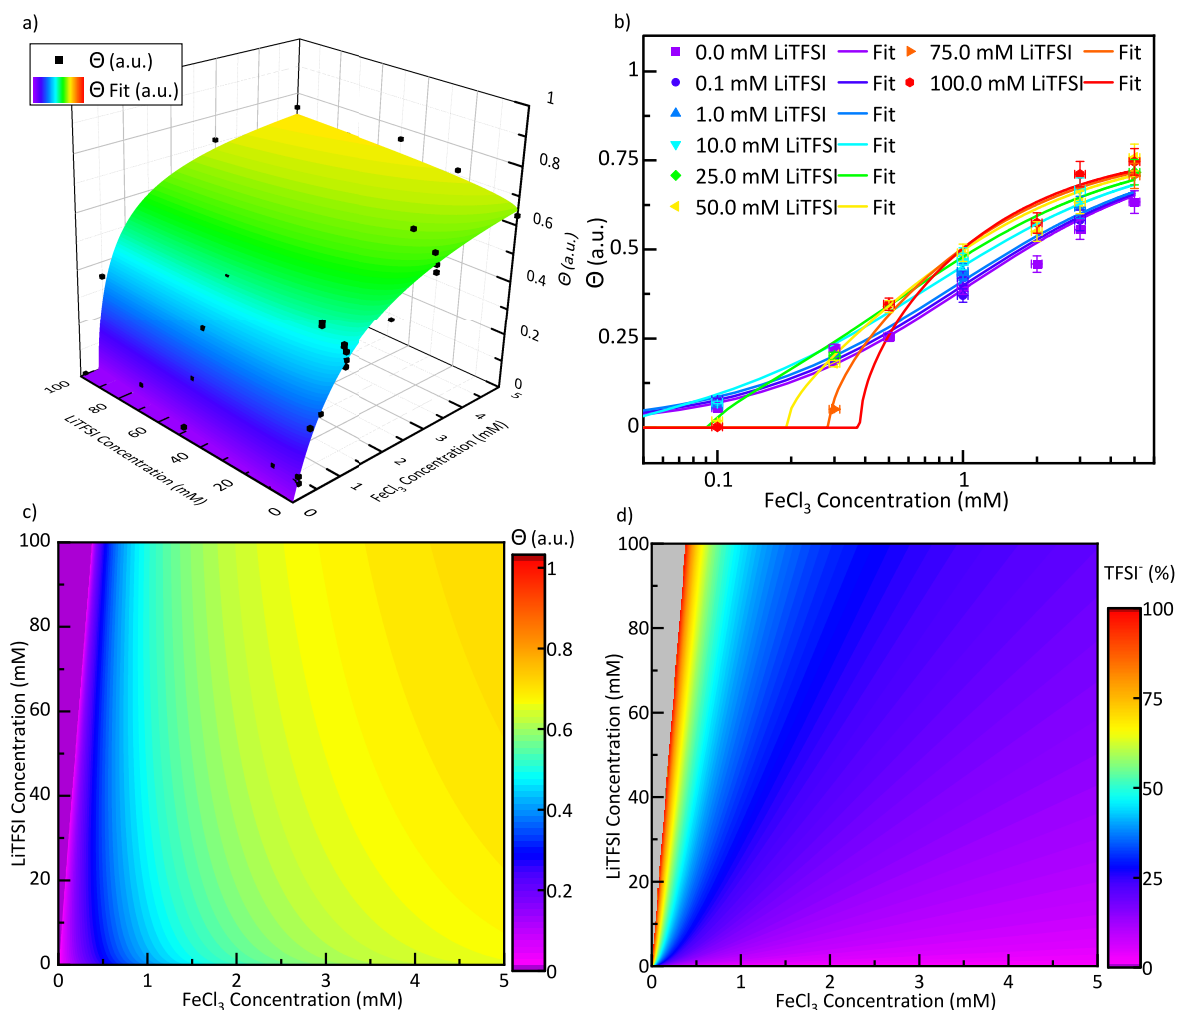 a)
Θ (a.u.)
Θ Fit (a.u.)
1
0.8
0.6
0.4
0.2
0
Θ (a.u.)
100
80
60
40
20
0
LiTFSI Concentration (mM)
0
1
2
3
4
5
FeCl3 Concentration (mM)
b)
0.0 mM LiTFSI Fit 75.0 mM LiTFSI Fit
0.1 mM LiTFSI Fit 100.0 mM LiTFSI Fit
1.0 mM LiTFSI Fit
10.0 mM LiTFSI Fit
25.0 mM LiTFSI Fit
50.0 mM LiTFSI Fit
1
0.75
0.5
0.25
0
Θ (a.u.)
0.1 1
FeCl3 Concentration (mM)
c)
Θ (a.u.)
100
80
60
40
20
0
LiTFSI Concentration (mM)
0 1 2 3 4 5
FeCl3 Concentration (mM)
1
0.8
0.6
0.4
0.2
0
d)
TFSI- (%)
100
80
60
40
20
0
LiTFSI Concentration (mM)
0 1 2 3 4 5
FeCl3 Concentration (mM)
100
75
50
25
0